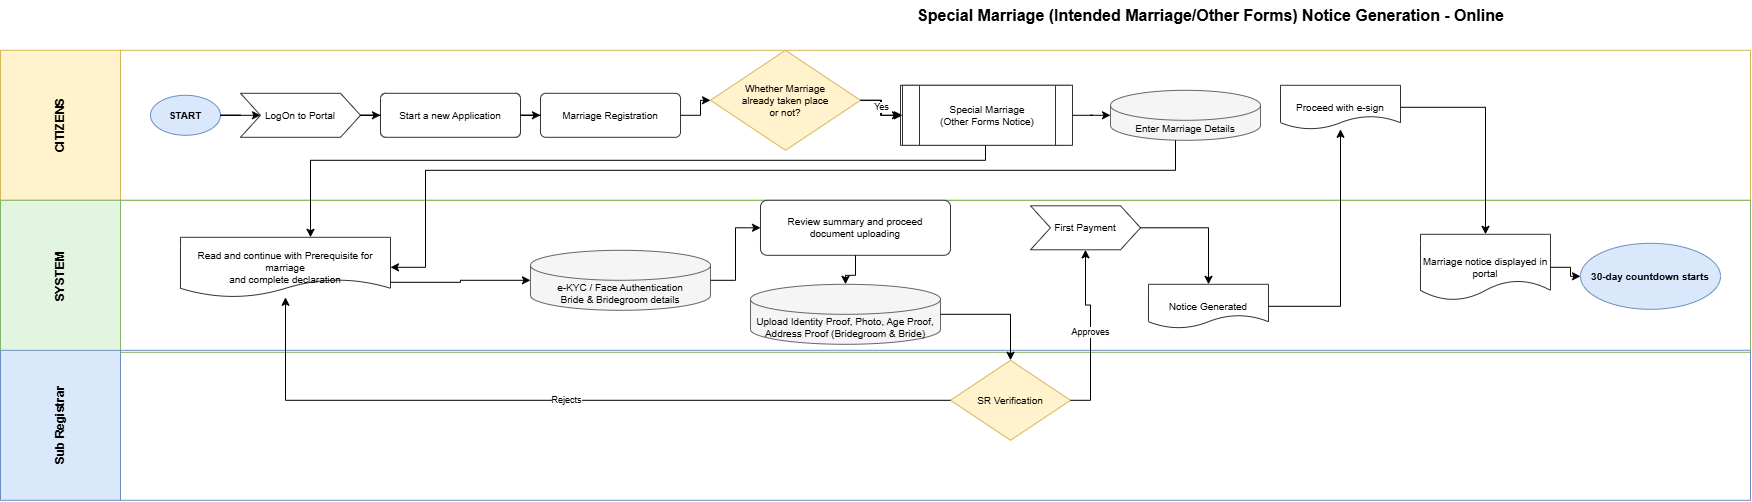 Special Marriage (Intended Marriage/Other Forms) Notice Generation - Online
CITIZENS
START
LogOn to Portal
Start a new Application
Marriage Registration
Whether Marriage
already taken place
or not?
Yes
Special Marriage
(Other Forms Notice)
Enter Marriage Details
Proceed with e-sign
SYSTEM
Read and continue with Prerequisite for
marriage
and complete declaration
e-KYC / Face Authentication
Bride & Bridegroom details
Review summary and proceed
document uploading
Upload Identity Proof, Photo, Age Proof,
Address Proof (Bridegroom & Bride)
First Payment
Approves
Notice Generated
Marriage notice displayed in
portal
30-day countdown starts
Sub Registrar
Rejects
SR Verification